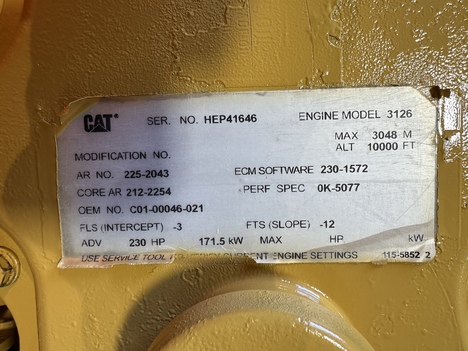 CAT® SER. NO. HEP41646 ENGINE MODEL 3126
MAX 3048 M
MODIFICATION NO. ALT 10000 FT
AR NO. 225-2043 ECM SOFTWARE 230-1572
CORE AR 212-2254 PERF SPEC 0K-5077
OEM NO. C01-00046-021
FLS (INTERCEPT) -3 FTS (SLOPE) -12
ADV 230 HP 171.5 kW MAX HP kW
USE SERVICE TOOL CURRENT ENGINE SETTINGS 115-5852 2